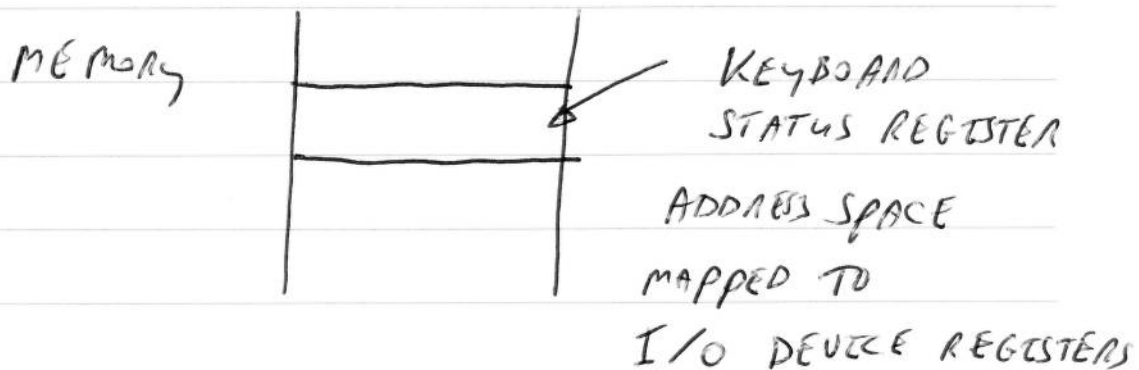 MEMORY
KEYBOARD
STATUS REGISTER
ADDRESS SPACE
MAPPED TO
I/O DEVICE REGISTERS